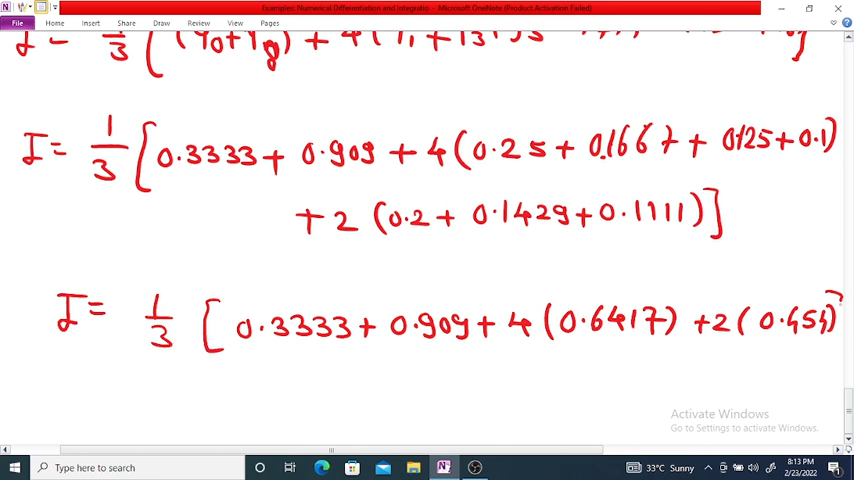 Examples: Numerical Differentiation and Integratio - Microsoft OneNote (Product Activation Failed)
File Home Insert Share Draw Review View Pages
I = 1/3 [0.3333 + 0.909 + 4 (0.25 + 0.1667 + 0.125 + 0.1)
+ 2 (0.2 + 0.1429 + 0.1111)]
I = 1/3 [0.3333 + 0.909 + 4 (0.6417) + 2 (0.454)]
Activate Windows
Go to Settings to activate Windows.
Type here to search
33°C Sunny
8:13 PM
2/23/2022